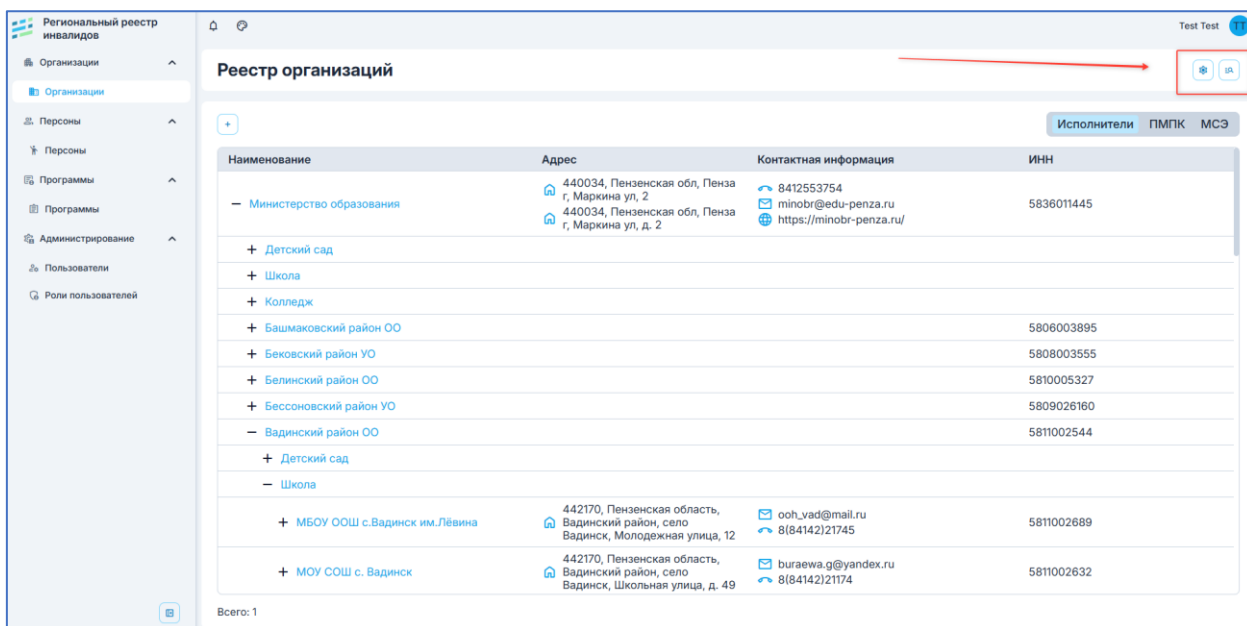 Региональный реестр
инвалидов
Test Test
TT
Организации
Организации
Персоны
Персоны
Программы
Программы
Администрирование
Пользователи
Роли пользователей
Реестр организаций
+
Исполнители ПМПК МСЭ
Наименование Адрес Контактная информация ИНН
440034, Пензенская обл, Пенза
г, Маркина ул, 2
440034, Пензенская обл, Пенза
г, Маркина ул, д. 2
8412553754
minobr@edu-penza.ru
https://minobr-penza.ru/
— Министерство образования
5836011445
+ Детский сад
+ Школа
+ Колледж
+ Башмаковский район ОО 5806003895
+ Бековский район УО 5808003555
+ Белинский район ОО 5810005327
+ Бессоновский район УО 5809026160
— Вадинский район ОО 5811002544
+ Детский сад
— Школа
+ МБОУ ООШ с.Вадинск им.Лёвина
442170, Пензенская область,
Вадинский район, село
Вадинск, Молодежная улица, 12
ooh_vad@mail.ru
8(84142)21745
5811002689
+ МОУ СОШ с. Вадинск
442170, Пензенская область,
Вадинский район, село
Вадинск, Школьная улица, д. 49
buraewa.g@yandex.ru
8(84142)21174
5811002632
Всего: 1